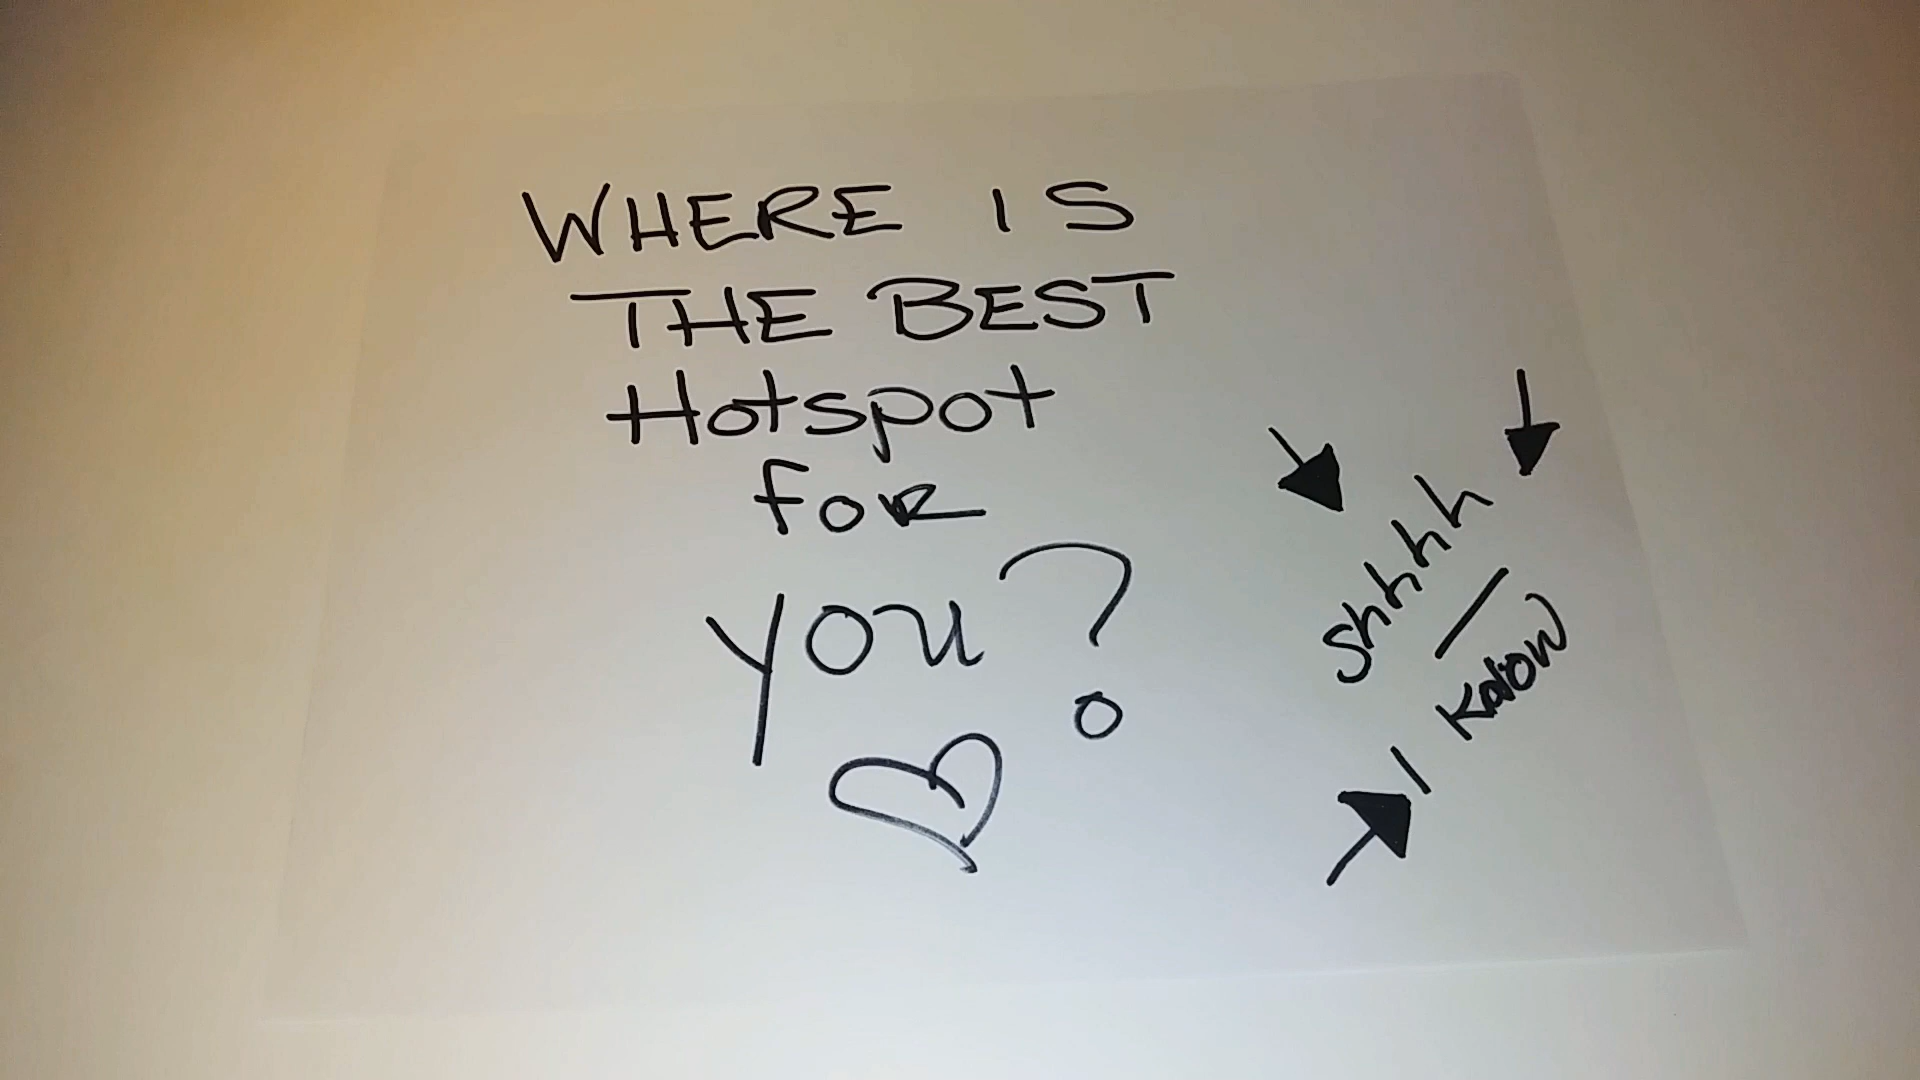 WHERE IS
THE BEST
Hotspot
for
you?
Shhhh
I KNOW